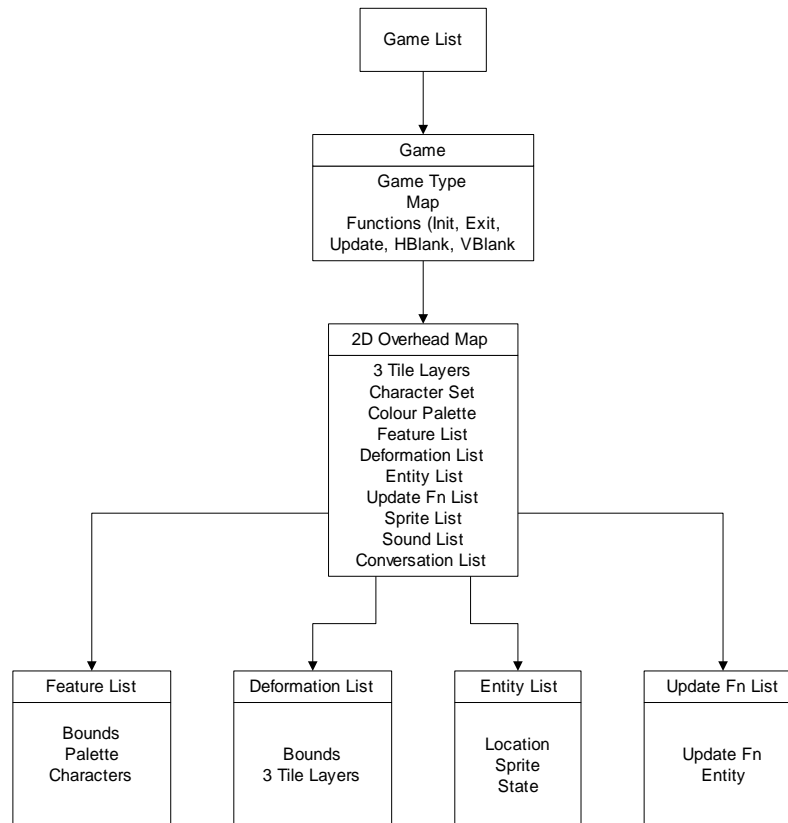 Game List
Game
Game Type
Map
Functions (Init, Exit,
Update, HBlank, VBlank
2D Overhead Map
3 Tile Layers
Character Set
Colour Palette
Feature List
Deformation List
Entity List
Update Fn List
Sprite List
Sound List
Conversation List
Feature List
Bounds
Palette
Characters
Deformation List
Bounds
3 Tile Layers
Entity List
Location
Sprite
State
Update Fn List
Update Fn
Entity